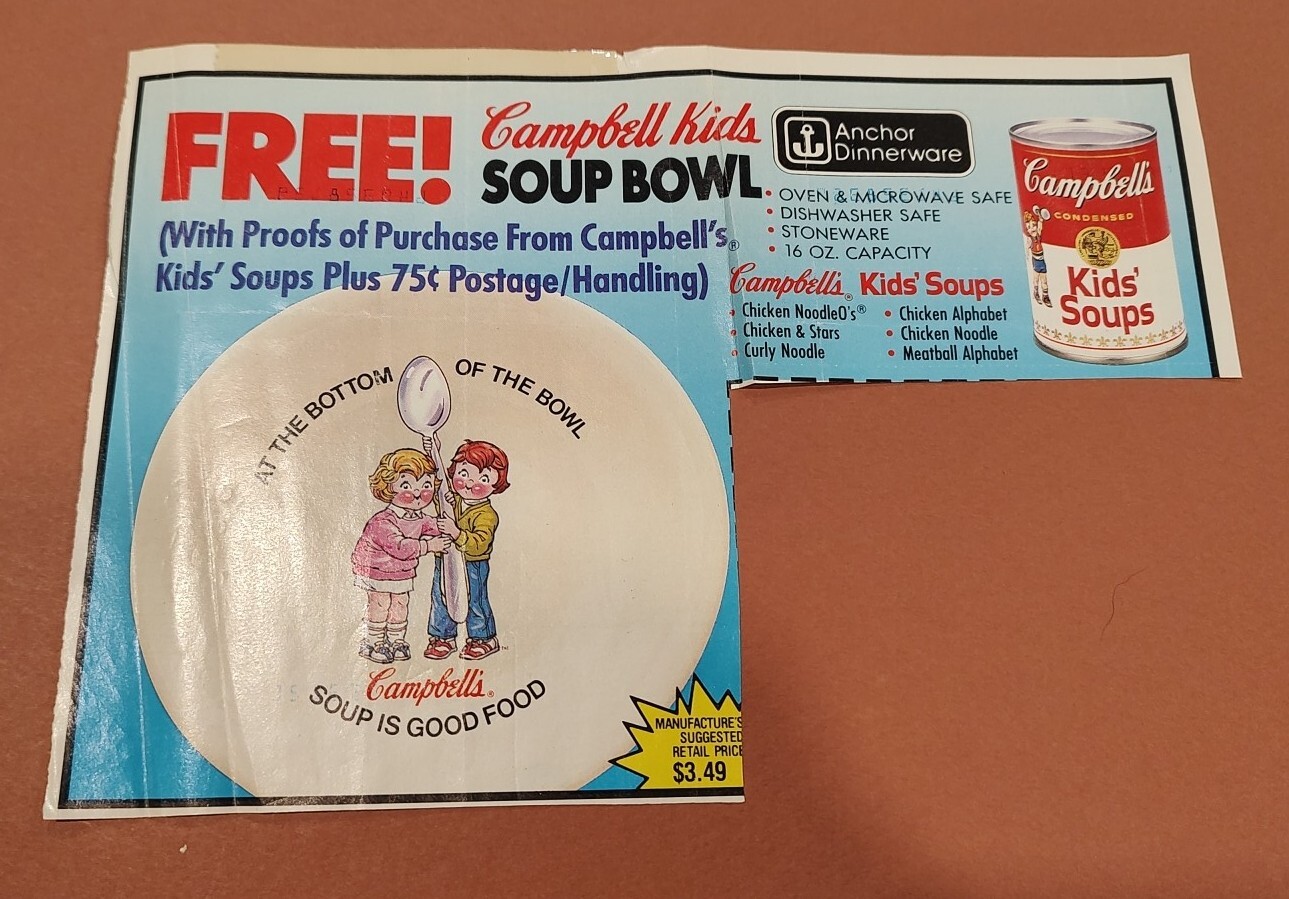 FREE!
Campbell Kids
SOUP BOWL
(With Proofs of Purchase From Campbell's®
Kids' Soups Plus 75¢ Postage/Handling)
Anchor
Dinnerware
• OVEN & MICROWAVE SAFE
• DISHWASHER SAFE
• STONEWARE
• 16 OZ. CAPACITY
Campbell's® Kids' Soups
• Chicken NoodleO's®
• Chicken & Stars
• Curly Noodle
• Chicken Alphabet
• Chicken Noodle
• Meatball Alphabet
Campbell's
CONDENSED
Kids'
Soups
AT THE BOTTOM OF THE BOWL
™
Campbell's®
SOUP IS GOOD FOOD
MANUFACTURE'S
SUGGESTED
RETAIL PRICE
$3.49